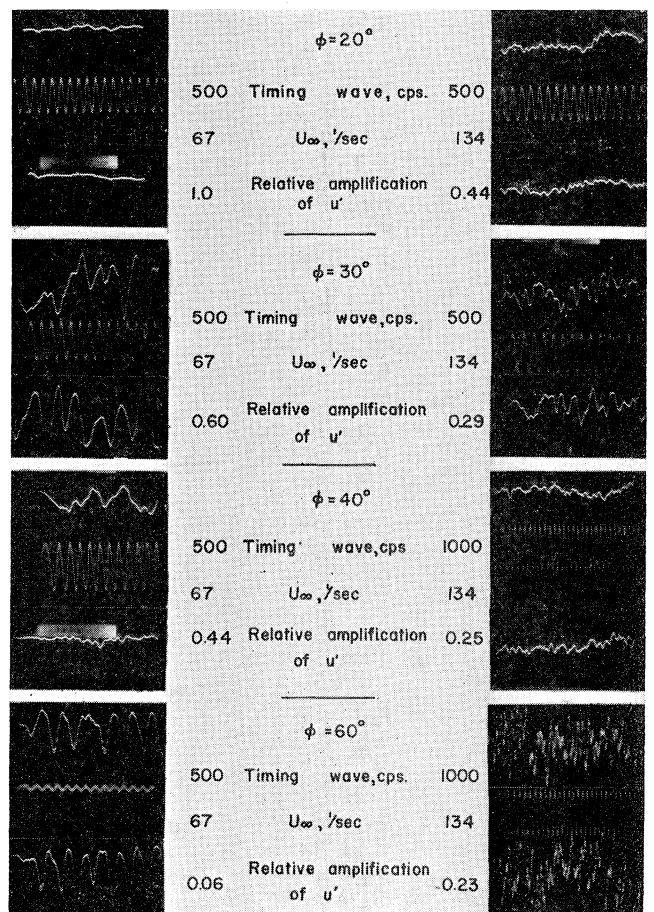 ϕ=20°
500 Timing wave, cps. 500
67 U∞, '/sec 134
1.0 Relative amplification 0.44
of u'
ϕ=30°
500 Timing wave,cps. 500
67 U∞, '/sec 134
0.60 Relative amplification 0.29
of u'
ϕ=40°
500 Timing wave,cps 1000
67 U∞, '/sec 134
0.44 Relative amplification 0.25
of u'
ϕ=60°
500 Timing wave,cps. 1000
67 U∞, '/sec 134
0.06 Relative amplification 0.23
of u'